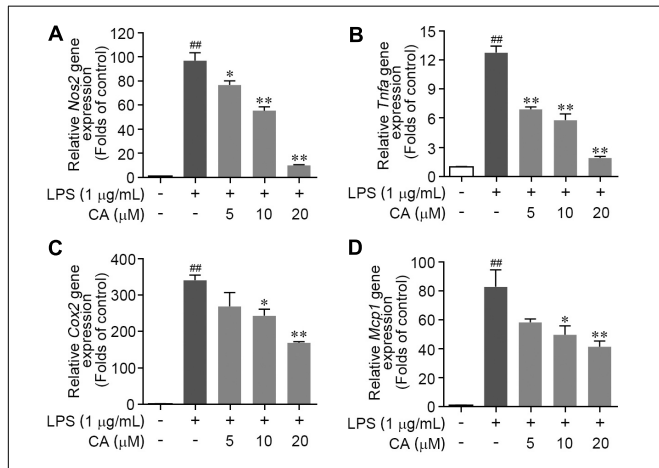 A
Relative Nos2 gene
expression
(Folds of control)
120
100
80
60
40
20
0
##
*
**
**
LPS (1 μg/mL) - + + + +
CA (μM) - - 5 10 20
B
Relative Tnfa gene
expression
(Folds of control)
15
12
9
6
3
0
##
**
**
**
LPS (1 μg/mL) - + + + +
CA (μM) - - 5 10 20
C
Relative Cox2 gene
expression
(Folds of control)
400
300
200
100
0
##
*
**
LPS (1 μg/mL) - + + + +
CA (μM) - - 5 10 20
D
Relative Mcp1 gene
expression
(Folds of control)
100
80
60
40
20
0
##
*
**
LPS (1 μg/mL) - + + + +
CA (μM) - - 5 10 20